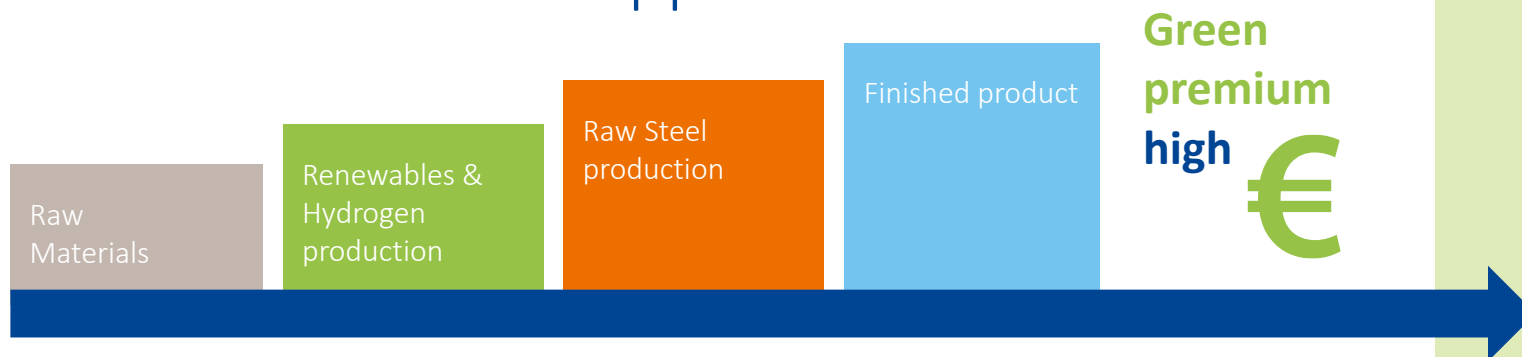 Raw
Materials
Renewables &
Hydrogen
production
Raw Steel
production
Finished product
Green
premium
high
€